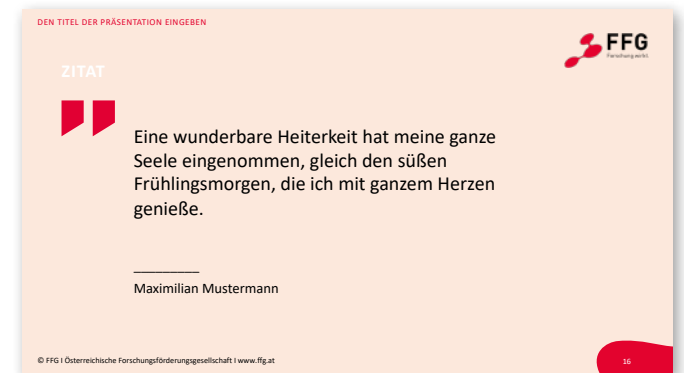 DEN TITEL DER PRÄSENTATION EINGEBEN
FFG
Forschung wirkt.
ZITAT
Eine wunderbare Heiterkeit hat meine ganze
Seele eingenommen, gleich den süßen
Frühlingsmorgen, die ich mit ganzem Herzen
genieße.
__________
Maximilian Mustermann
© FFG I Österreichische Forschungsförderungsgesellschaft I www.ffg.at
16